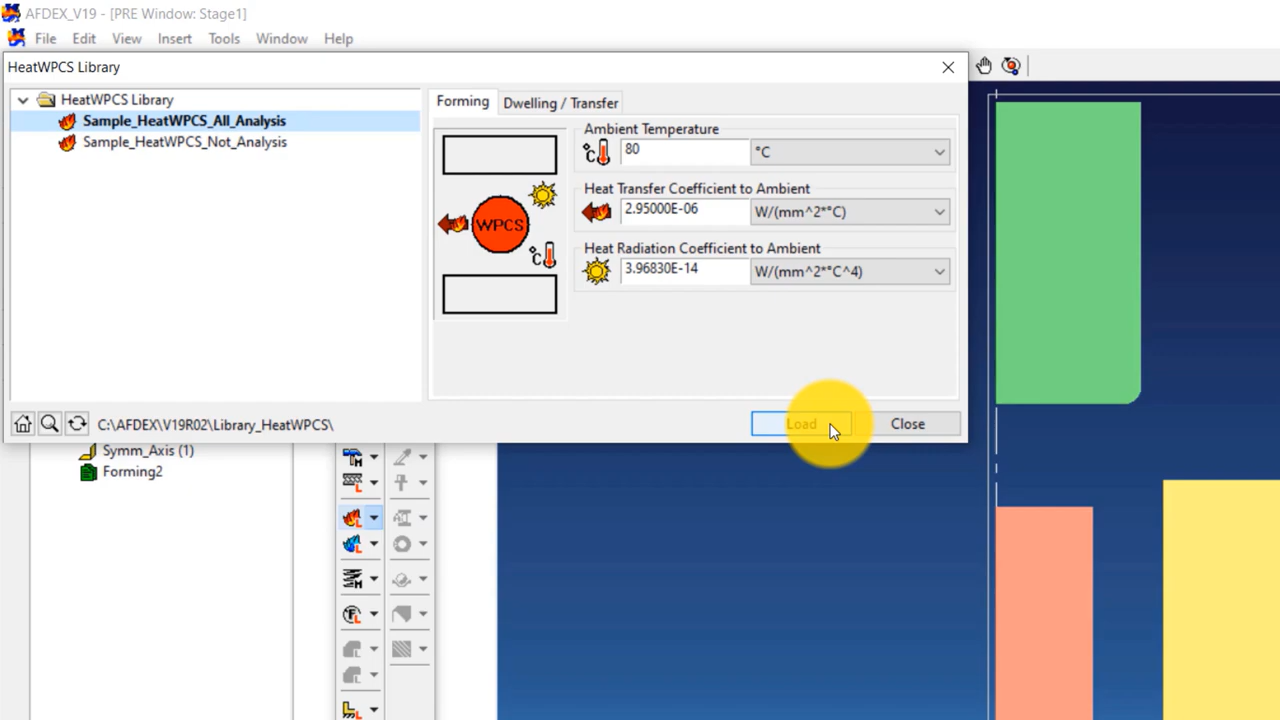 AFDEX_V19 - [PRE Window: Stage1]
File Edit View Insert Tools Window Help
HeatWPCS Library
HeatWPCS Library
Sample_HeatWPCS_All_Analysis
Sample_HeatWPCS_Not_Analysis
Forming Dwelling / Transfer
WPCS
°C
Ambient Temperature
°C 80 °C
Heat Transfer Coefficient to Ambient
2.95000E-06 W/(mm^2*°C)
Heat Radiation Coefficient to Ambient
3.96830E-14 W/(mm^2*°C^4)
C:\AFDEX\V19R02\Library_HeatWPCS\
Load Close
Symm_Axis (1)
Forming2